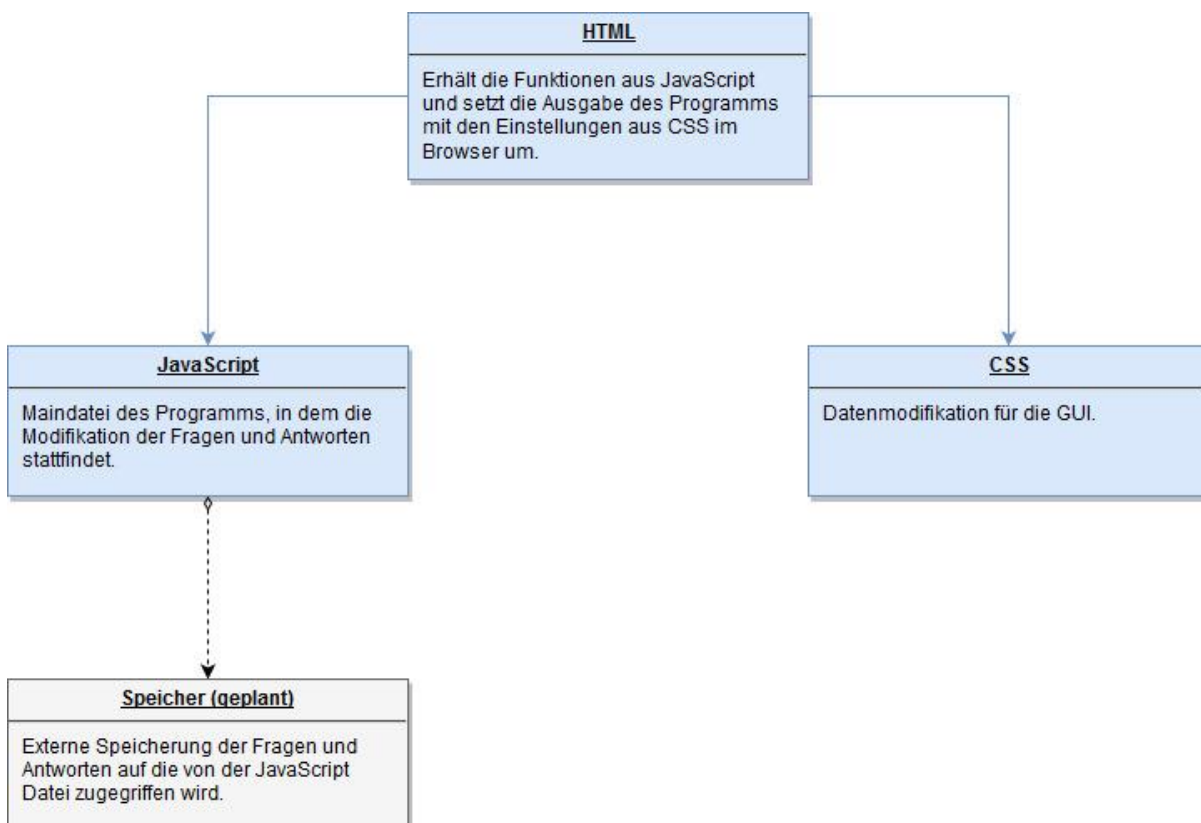 HTML
Erhält die Funktionen aus JavaScript
und setzt die Ausgabe des Programms
mit den Einstellungen aus CSS im
Browser um.
JavaScript
Maindatei des Programms, in dem die
Modifikation der Fragen und Antworten
stattfindet.
CSS
Datenmodifikation für die GUI.
Speicher (geplant)
Externe Speicherung der Fragen und
Antworten auf die von der JavaScript
Datei zugegriffen wird.